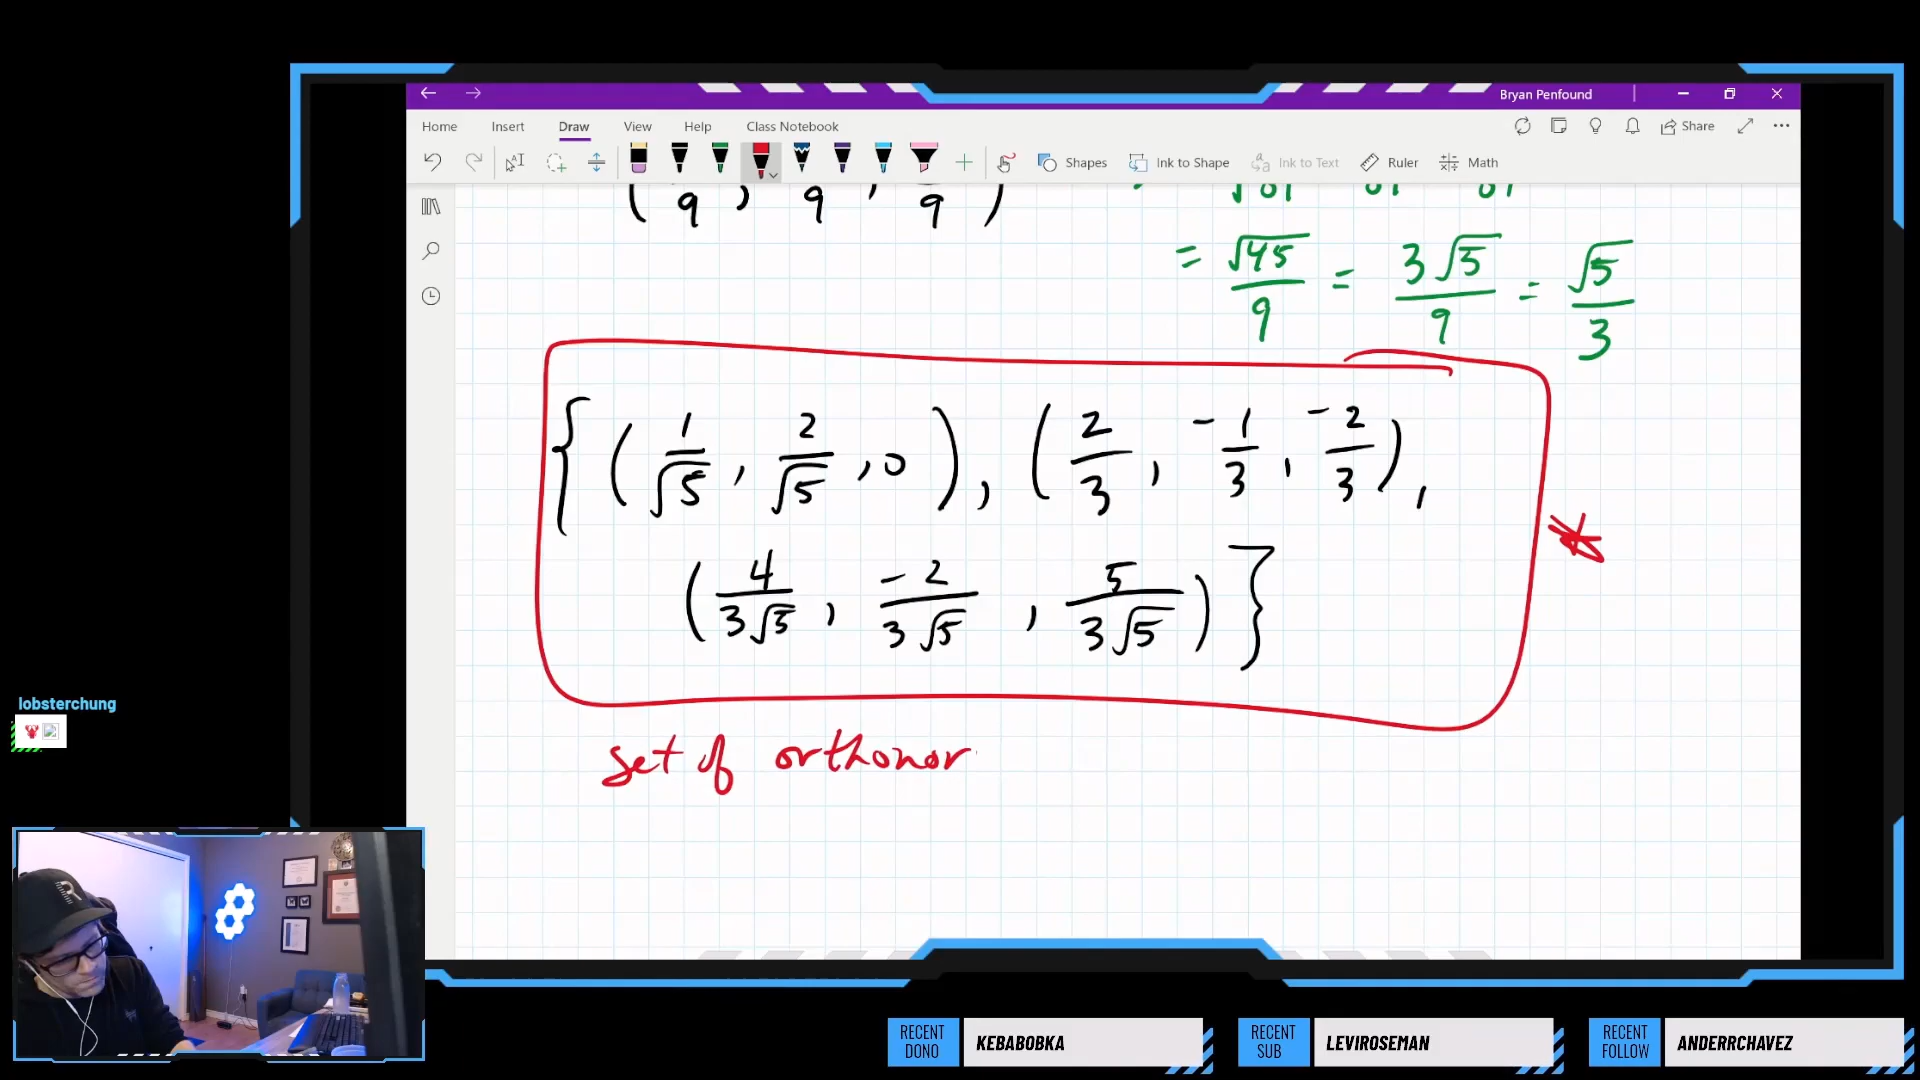 Bryan Penfound
Home Insert Draw View Help Class Notebook
Share
Shapes Ink to Shape Ink to Text Ruler Math
( 9 , 9 , 9 )
= √45/9 = 3√5/9 = √5/3
{ (1/√5, 2/√5, 0), (2/3, -1/3, -2/3),
(4/3√5, -2/3√5, 5/3√5) }
set of orthonor
lobsterchung
RECENT DONO KEBABOBKA
RECENT SUB LEVIROSEMAN
RECENT FOLLOW ANDERRCHAVEZ